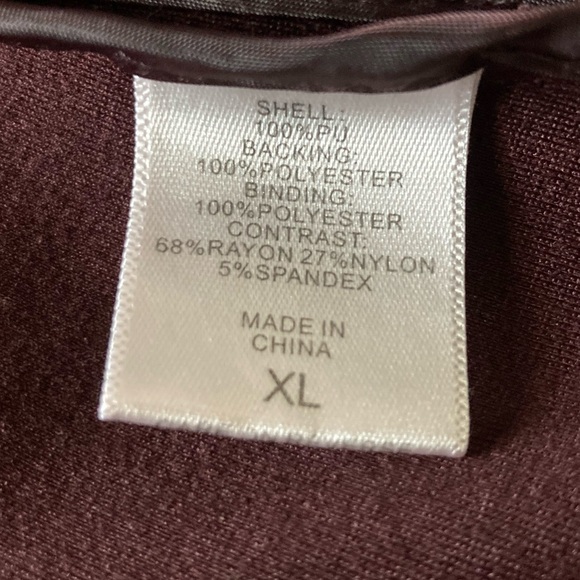 SHELL:
100%PU
BACKING:
100%POLYESTER
BINDING:
100%POLYESTER
CONTRAST:
68%RAYON 27%NYLON
5%SPANDEX
MADE IN
CHINA
XL